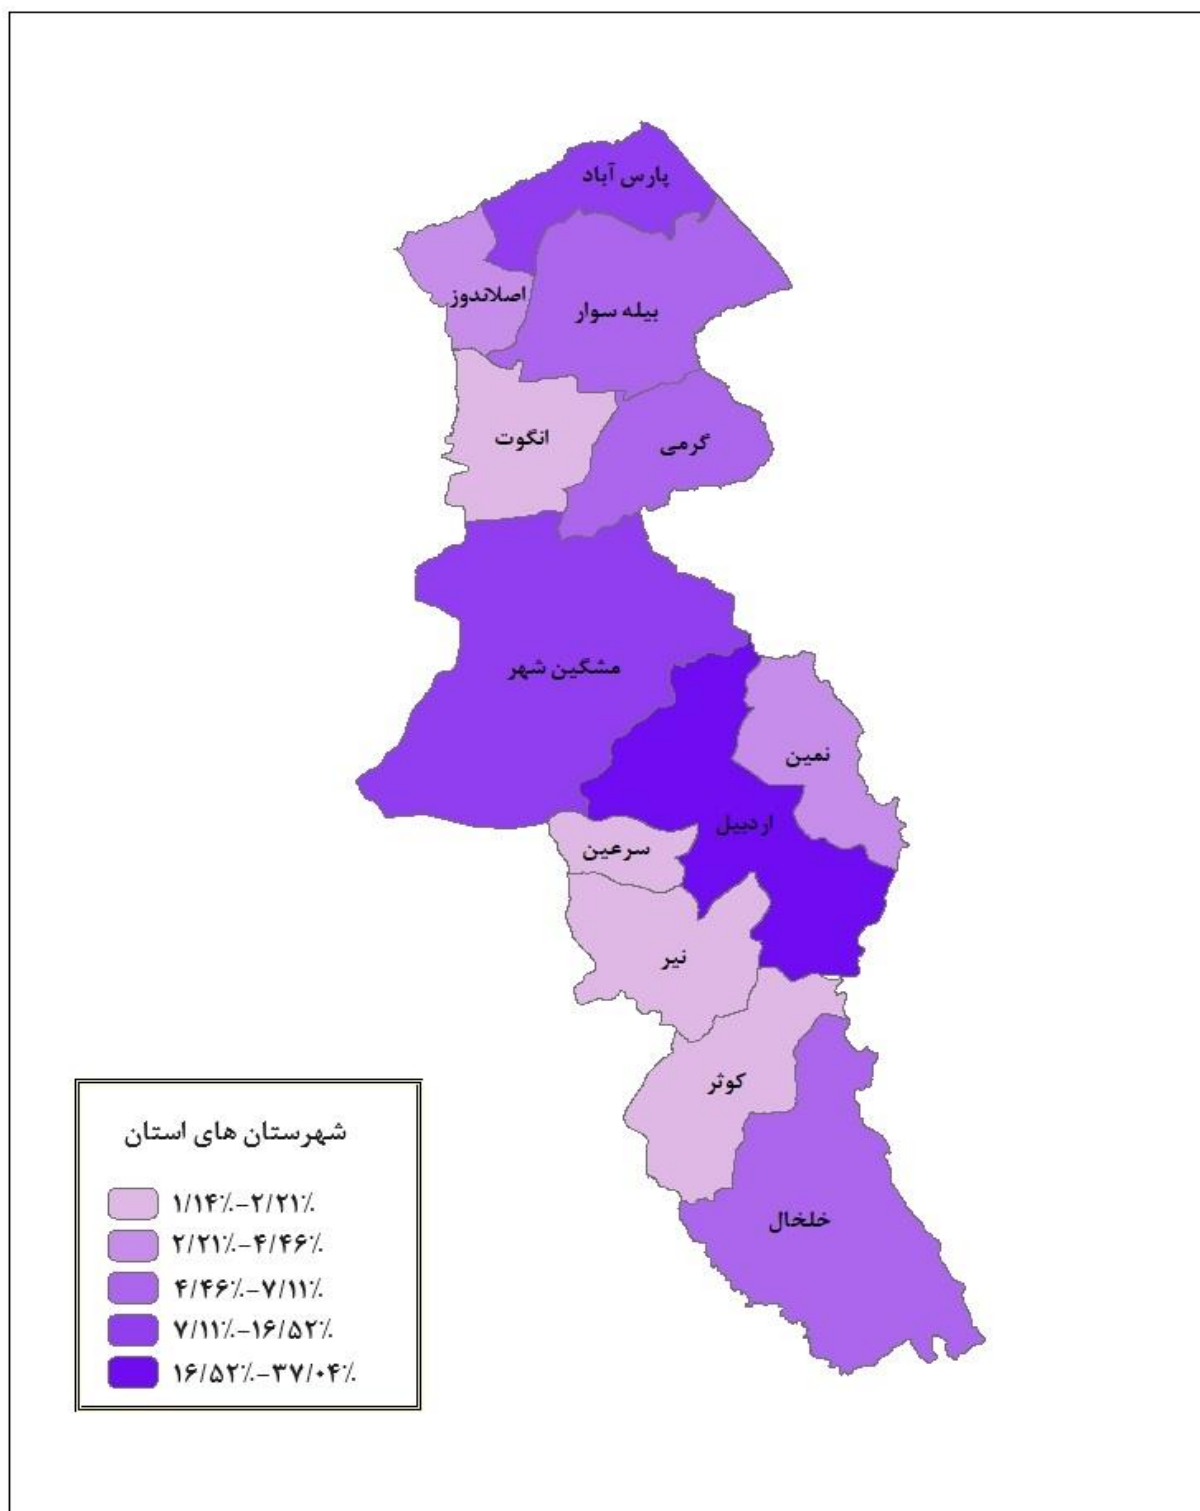 پارس آباد
اصلاندوز
بیله سوار
انگوت
گرمی
مشگین شهر
نمین
اردبیل
سرعین
نیر
کوثر
خلخال
شهرستان های استان
۱/۱۴٪-۲/۲۱٪
۲/۲۱٪-۴/۴۶٪
۴/۴۶٪-۷/۱۱٪
۷/۱۱٪-۱۶/۵۲٪
۱۶/۵۲٪-۳۷/۰۴٪